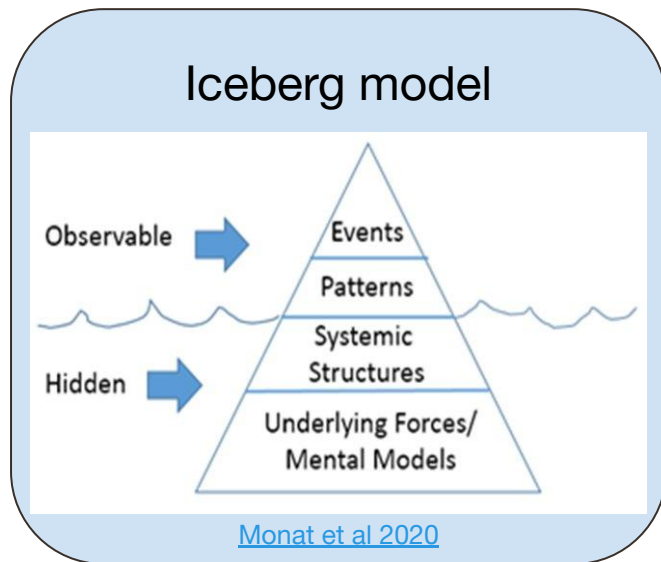 Iceberg model
Observable
Events
Patterns
Systemic
Structures
Hidden
Underlying Forces/
Mental Models
Monat et al 2020